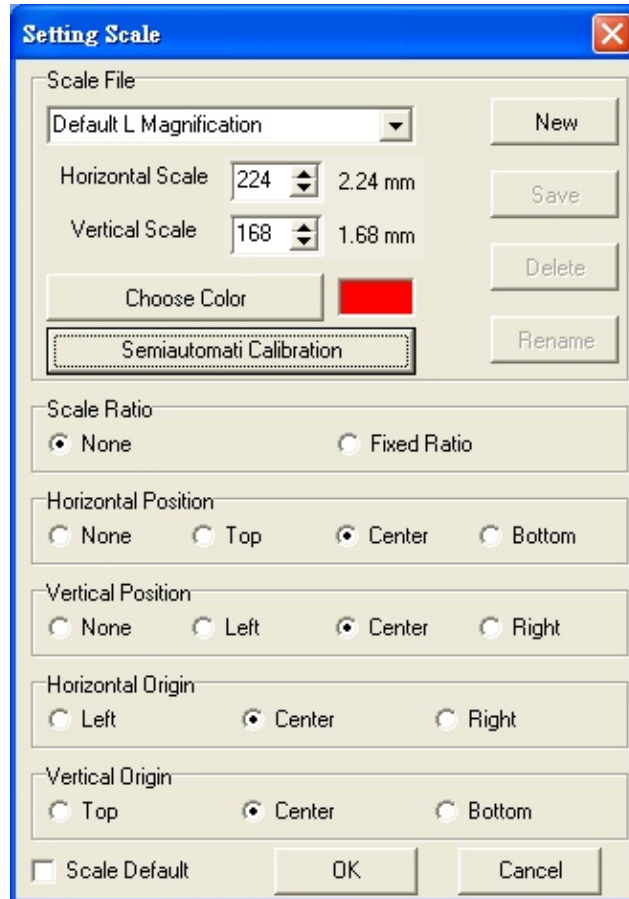 Setting Scale
Scale File
Default L Magnification
New
Horizontal Scale 224 2.24 mm
Save
Vertical Scale 168 1.68 mm
Delete
Choose Color
Rename
Semiautomati Calibration
Scale Ratio
None Fixed Ratio
Horizontal Position
None Top Center Bottom
Vertical Position
None Left Center Right
Horizontal Origin
Left Center Right
Vertical Origin
Top Center Bottom
Scale Default OK Cancel